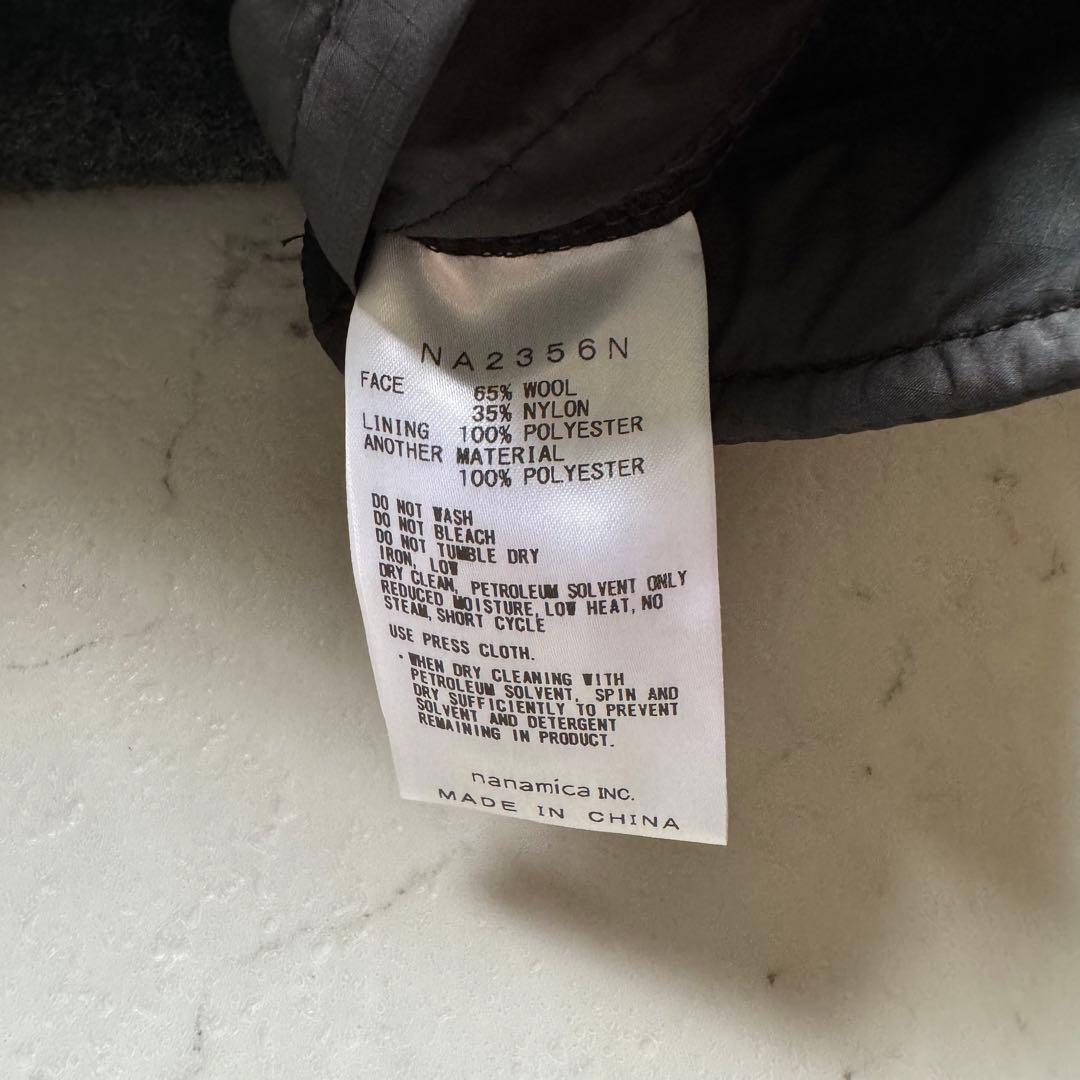 NA2356N
FACE 65% WOOL
35% NYLON
LINING 100% POLYESTER
ANOTHER MATERIAL
100% POLYESTER
DO NOT WASH
DO NOT BLEACH
DO NOT TUMBLE DRY
IRON, LOW
DRY CLEAN, PETROLEUM SOLVENT ONLY
REDUCED MOISTURE, LOW HEAT, NO
STEAM, SHORT CYCLE
USE PRESS CLOTH.
・WHEN DRY CLEANING WITH
PETROLEUM SOLVENT, SPIN AND
DRY SUFFICIENTLY TO PREVENT
SOLVENT AND DETERGENT
REMAINING IN PRODUCT.
nanamica INC.
MADE IN CHINA